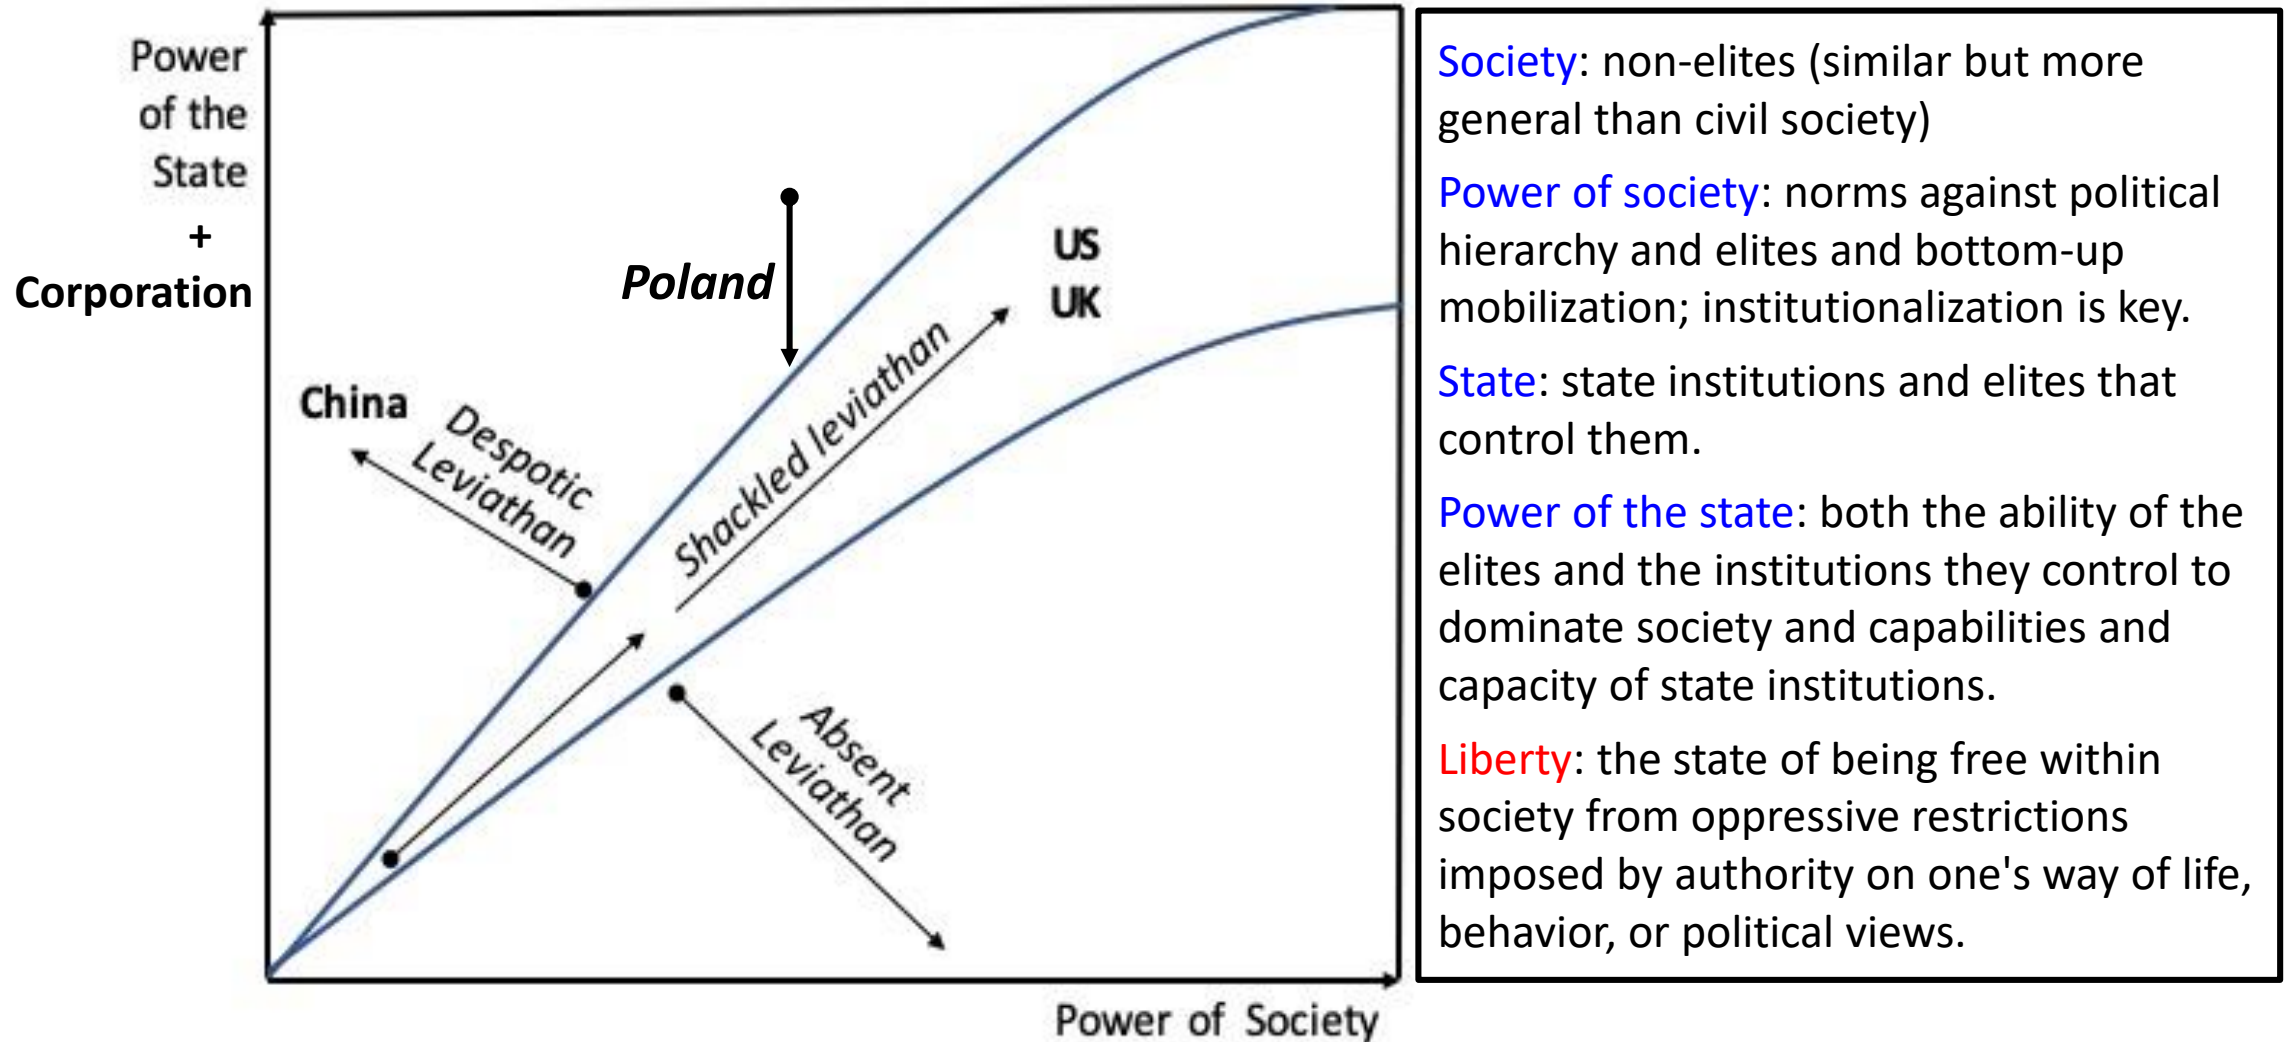 Power
of the
State
+
Corporation
Poland
US
UK
China
Despotic
Leviathan
Shackled leviathan
Absent
Leviathan
Power of Society
Society: non-elites (similar but more
general than civil society)
Power of society: norms against political
hierarchy and elites and bottom-up
mobilization; institutionalization is key.
State: state institutions and elites that
control them.
Power of the state: both the ability of the
elites and the institutions they control to
dominate society and capabilities and
capacity of state institutions.
Liberty: the state of being free within
society from oppressive restrictions
imposed by authority on one's way of life,
behavior, or political views.